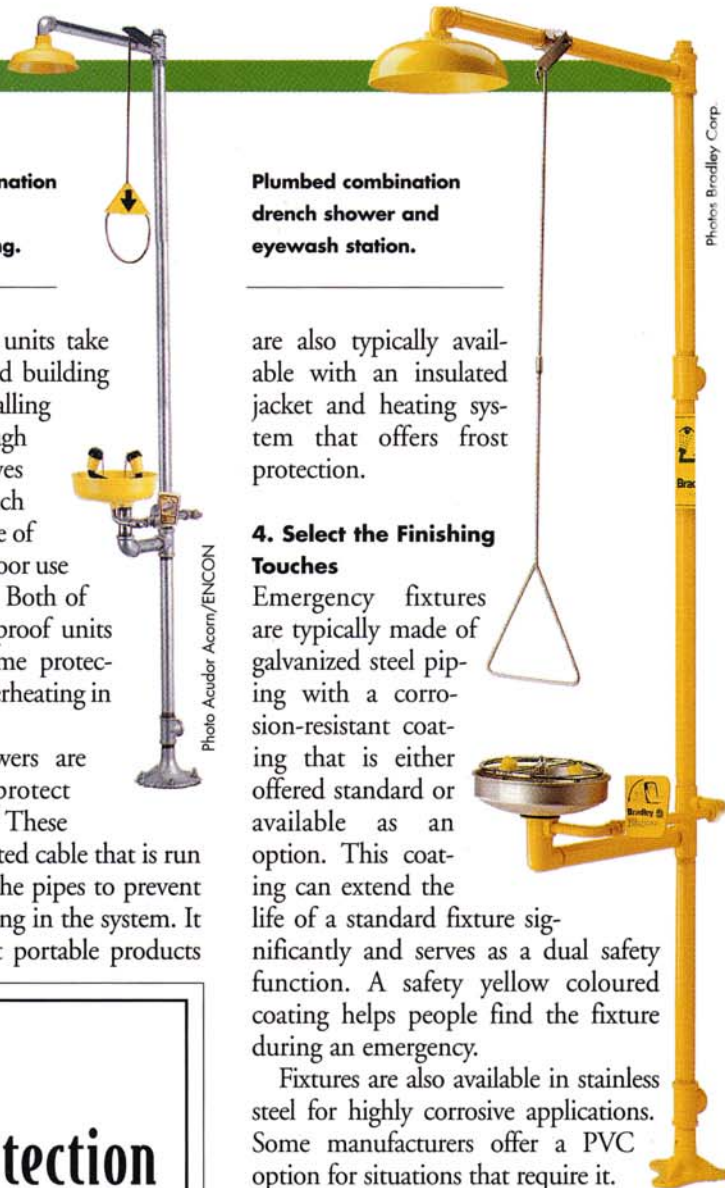 nation
g.
units take
d building
alling
gh
ves
ch
e of
oor use
Both of
proof units
me protec-
erheating in
wers are
protect
These
ted cable that is run
he pipes to prevent
ng in the system. It
t portable products
tection
Photo Acudor Acorn/ENCON
Plumbed combination
drench shower and
eyewash station.
are also typically avail-
able with an insulated
jacket and heating sys-
tem that offers frost
protection.
4. Select the Finishing
Touches
Emergency fixtures
are typically made of
galvanized steel pip-
ing with a corro-
sion-resistant coat-
ing that is either
offered standard or
available as an
option. This coat-
ing can extend the
life of a standard fixture sig-
nificantly and serves as a dual safety
function. A safety yellow coloured
coating helps people find the fixture
during an emergency.
Fixtures are also available in stainless
steel for highly corrosive applications.
Some manufacturers offer a PVC
option for situations that require it.
Photos Bradley Corp.
Brad
Bradley